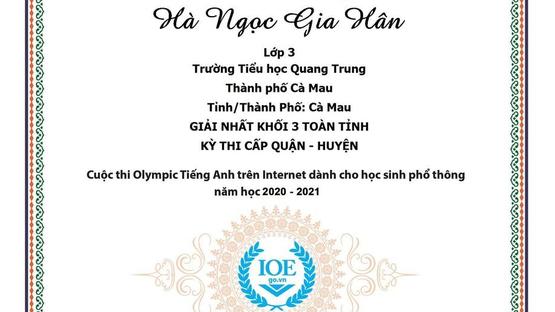 Hà Ngọc Gia Hân
Lớp 3
Trường Tiểu học Quang Trung
Thành phố Cà Mau
Tỉnh/Thành Phố: Cà Mau
GIẢI NHẤT KHỐI 3 TOÀN TỈNH
KỲ THI CẤP QUẬN - HUYỆN
Cuộc thi Olympic Tiếng Anh trên Internet dành cho học sinh phổ thông
năm học 2020 - 2021
IOE
go.vn